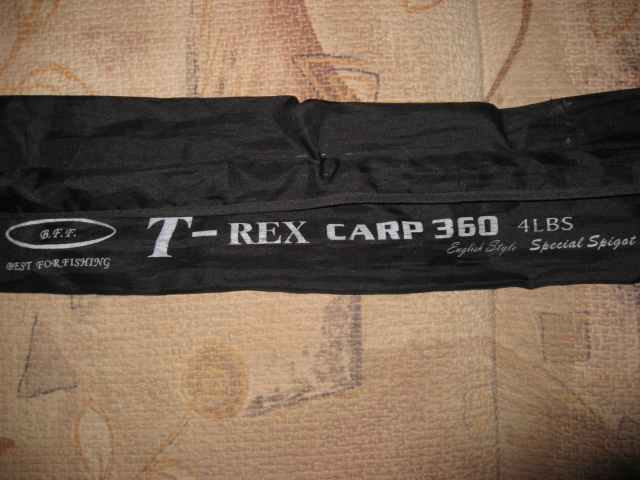 B.F.F.
BEST FOR FISHING
T-REX CARP 360 4LBS
English Style Special Spigot